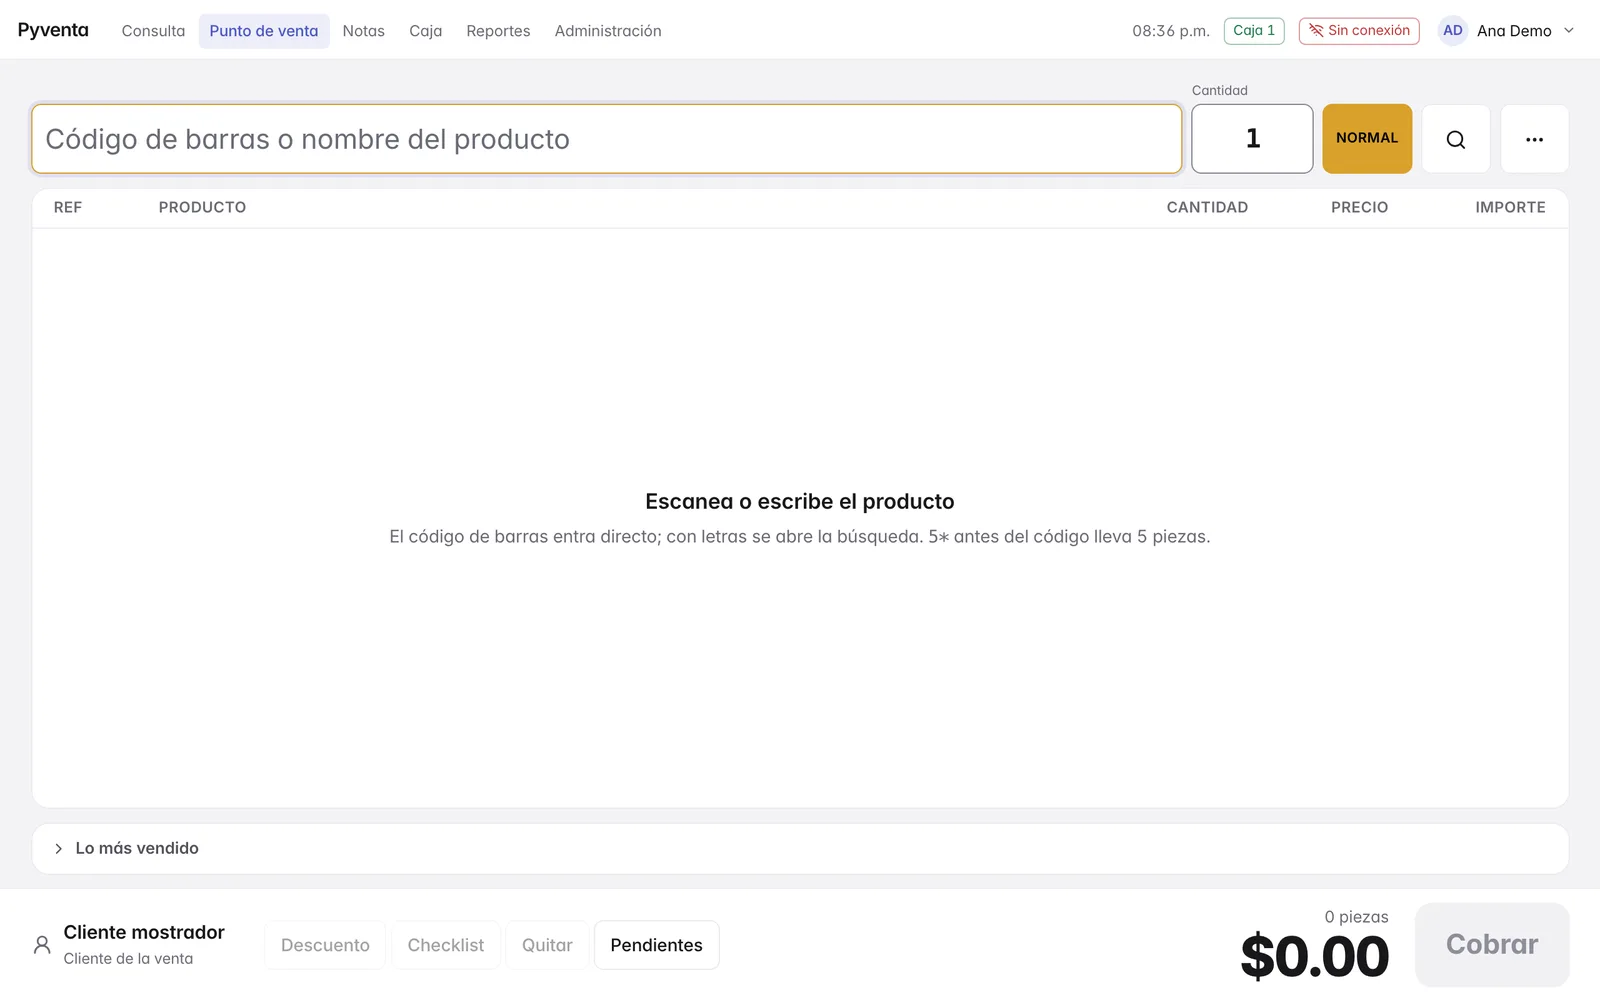 Pyventa Consulta Punto de venta Notas Caja Reportes Administración 08:36 p.m. Caja 1 Sin conexión AD Ana Demo
Cantidad
Código de barras o nombre del producto 1 NORMAL ...
REF PRODUCTO CANTIDAD PRECIO IMPORTE
Escanea o escribe el producto
El código de barras entra directo; con letras se abre la búsqueda. 5* antes del código lleva 5 piezas.
Lo más vendido
Cliente mostrador
Cliente de la venta
Descuento Checklist Quitar Pendientes
0 piezas
$0.00
Cobrar